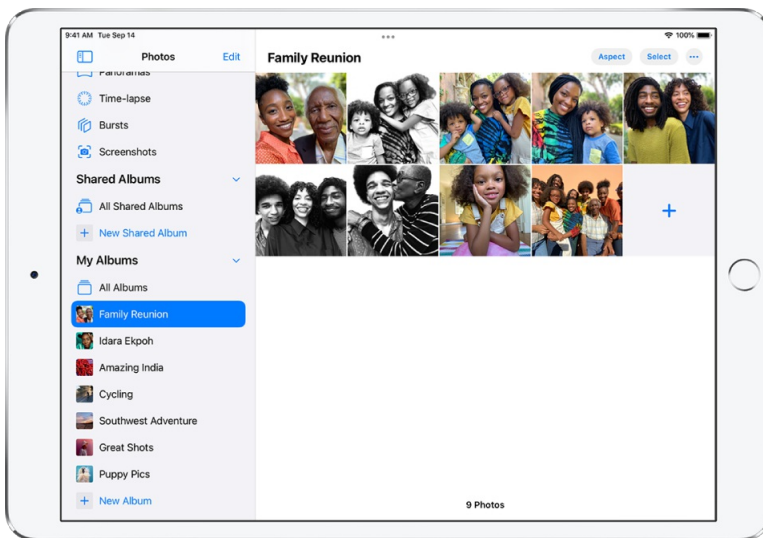 9:41 AM Tue Sep 14
100%
Photos
Edit
Panoramas
Time-lapse
Bursts
Screenshots
Shared Albums
All Shared Albums
New Shared Album
My Albums
All Albums
Family Reunion
Idara Ekpoh
Amazing India
Cycling
Southwest Adventure
Great Shots
Puppy Pics
New Album
Family Reunion
Aspect
Select
9 Photos